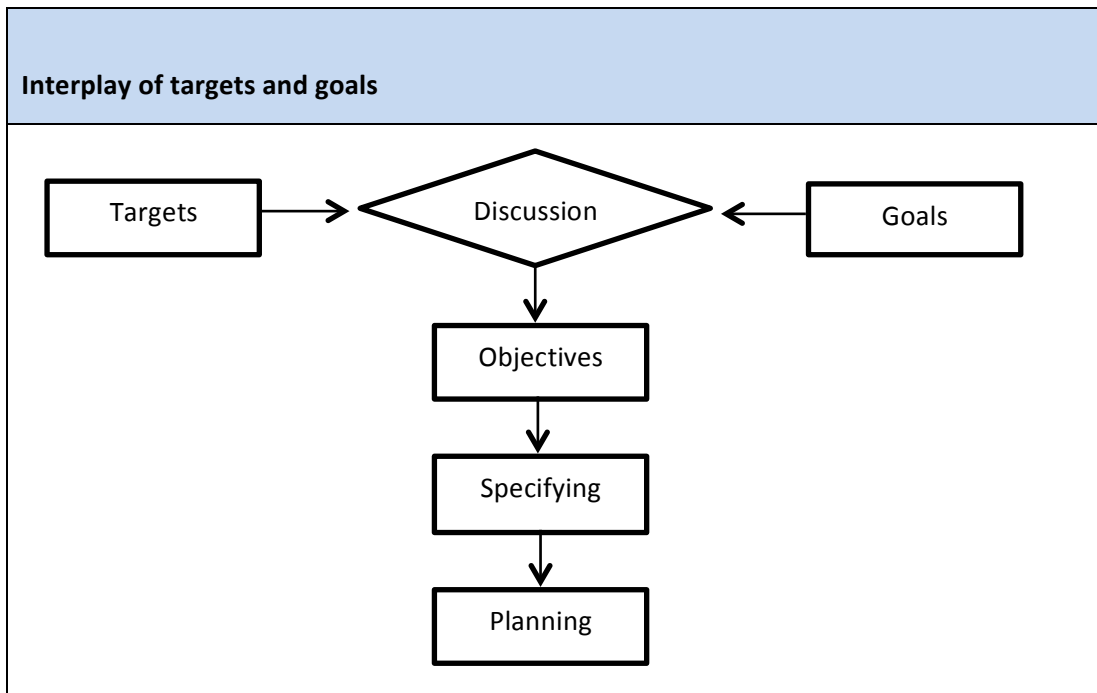 Interplay of targets and goals
Targets
Discussion
Goals
Objectives
Specifying
Planning